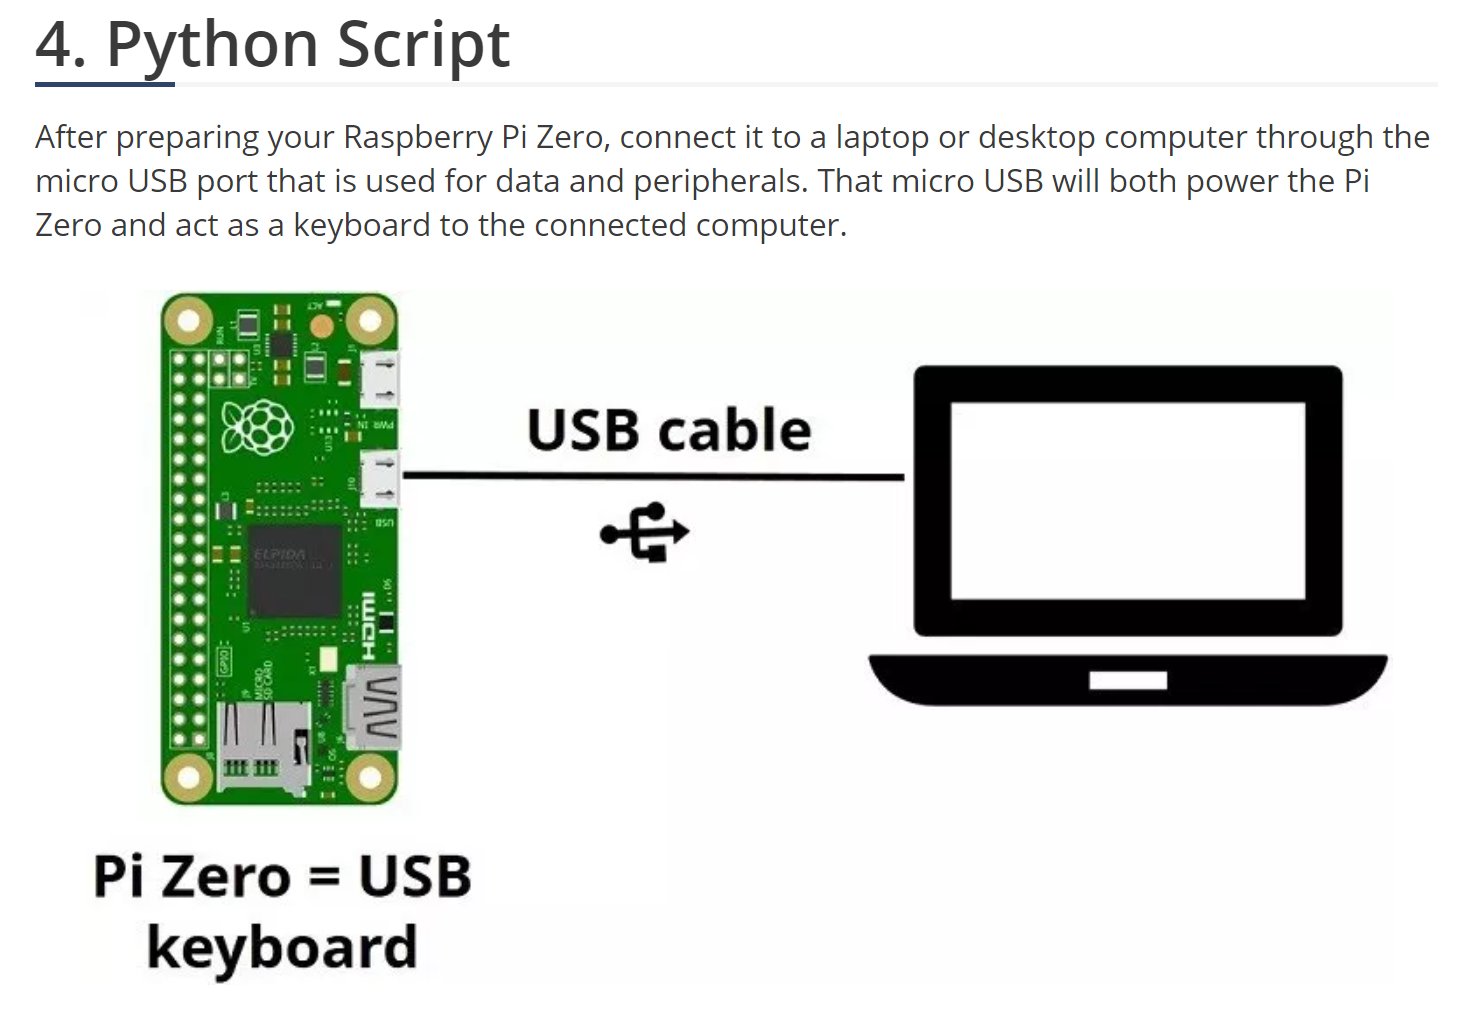 4. Python Script
After preparing your Raspberry Pi Zero, connect it to a laptop or desktop computer through the
micro USB port that is used for data and peripherals. That micro USB will both power the Pi
Zero and act as a keyboard to the connected computer.
ACT
RUN
PWR IN
USB cable
J10
USB
ELPIDA
HDMI
GPIO
MICRO
SD CARD
Pi Zero = USB
keyboard